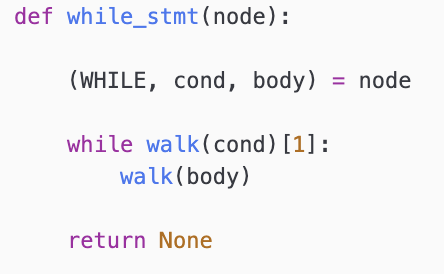 def while_stmt(node):
    (WHILE, cond, body) = node
    while walk(cond)[1]:
        walk(body)
    return None